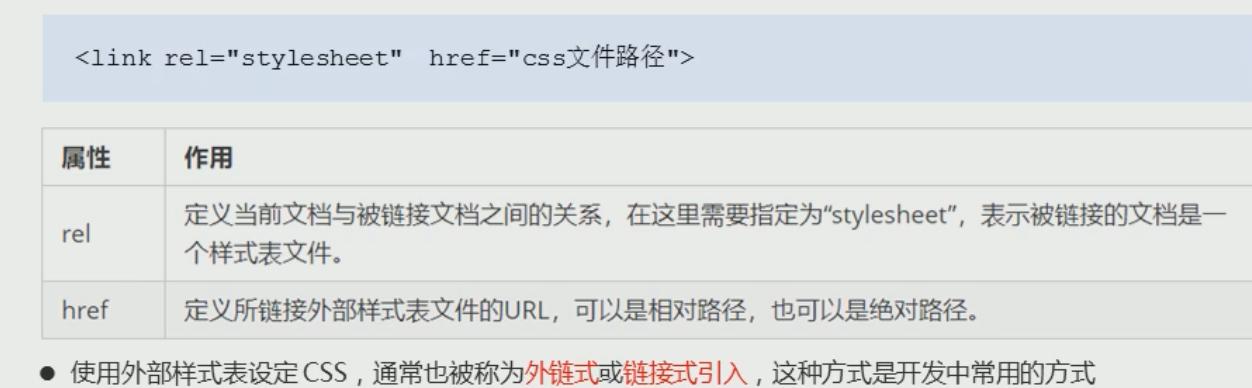 <link rel="stylesheet"  href="css文件路径">
属性 作用
rel
定义当前文档与被链接文档之间的关系，在这里需要指定为“stylesheet”，表示被链接的文档是一
个样式表文件。
href 定义所链接外部样式表文件的URL，可以是相对路径，也可以是绝对路径。
● 使用外部样式表设定 CSS，通常也被称为外链式或链接式引入，这种方式是开发中常用的方式